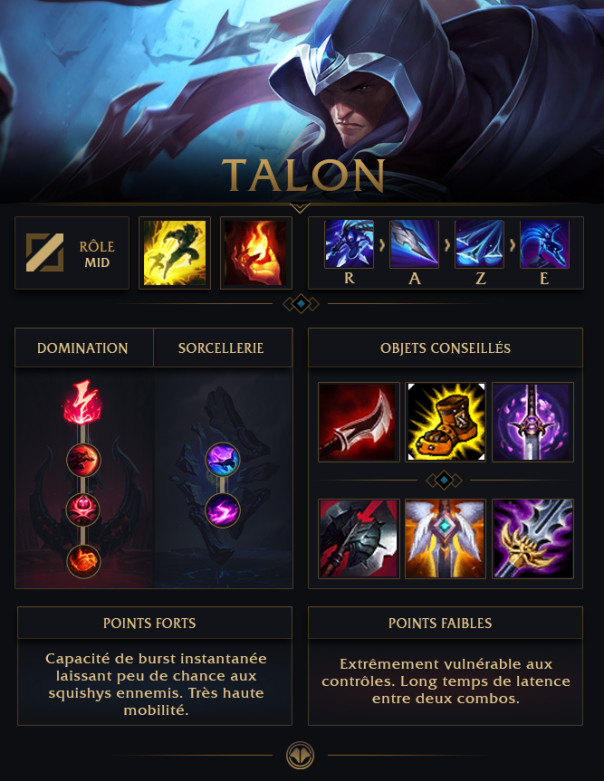 TALON
RÔLE
MID
R
A
Z
E
DOMINATION
SORCELLERIE
OBJETS CONSEILLÉS
POINTS FORTS
Capacité de burst instantanée
laissant peu de chance aux
squishys ennemis. Très haute
mobilité.
POINTS FAIBLES
Extrêmement vulnérable aux
contrôles. Long temps de latence
entre deux combos.